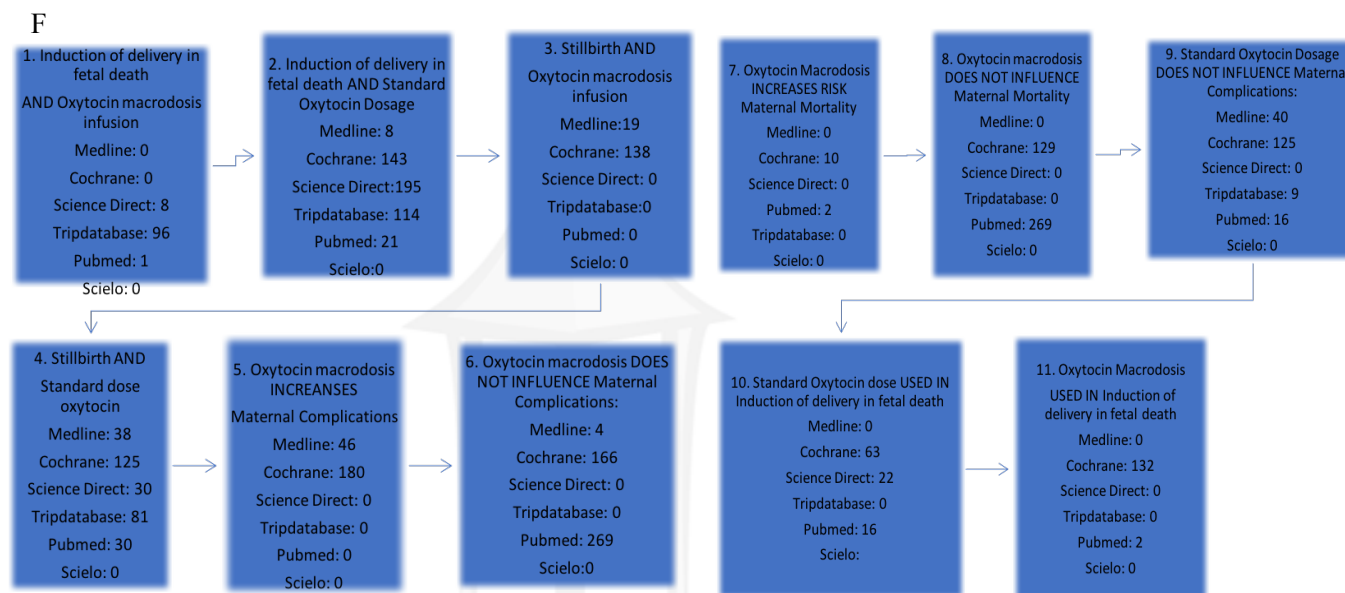 F
1. Induction of delivery in
fetal death
AND Oxytocin macrodosis
infusion
Medline: 0
Cochrane: 0
Science Direct: 8
Tripdatabase: 96
Pubmed: 1
Scielo: 0
2. Induction of delivery in
fetal death AND Standard
Oxytocin Dosage
Medline: 8
Cochrane: 143
Science Direct:195
Tripdatabase: 114
Pubmed: 21
Scielo:0
3. Stillbirth AND
Oxytocin macrodosis
infusion
Medline:19
Cochrane: 138
Science Direct: 0
Tripdatabase:0
Pubmed: 0
Scielo: 0
4. Stillbirth AND
Standard dose
oxytocin
Medline: 38
Cochrane: 125
Science Direct: 30
Tripdatabase: 81
Pubmed: 30
Scielo: 0
5. Oxytocin macrodosis
INCREANSES
Maternal Complications
Medline: 46
Cochrane: 180
Science Direct: 0
Tripdatabase: 0
Pubmed: 0
Scielo: 0
6. Oxytocin macrodosis DOES
NOT INFLUENCE Maternal
Complications:
Medline: 4
Cochrane: 166
Science Direct: 0
Tripdatabase: 0
Pubmed: 269
Scielo:0
7. Oxytocin Macrodosis
INCREASES RISK
Maternal Mortality
Medline: 0
Cochrane: 10
Science Direct: 0
Pubmed: 2
Tripdatabase: 0
Scielo: 0
8. Oxytocin macrodosis
DOES NOT INFLUENCE
Maternal Mortality
Medline: 0
Cochrane: 129
Science Direct: 0
Tripdatabase: 0
Pubmed: 269
Scielo: 0
9. Standard Oxytocin Dosage
DOES NOT INFLUENCE Maternal
Complications:
Medline: 40
Cochrane: 125
Science Direct: 0
Tripdatabase: 9
Pubmed: 16
Scielo: 0
10. Standard Oxytocin dose USED IN
Induction of delivery in fetal death
Medline: 0
Cochrane: 63
Science Direct: 22
Tripdatabase: 0
Pubmed: 16
Scielo:
11. Oxytocin Macrodosis
USED IN Induction of
delivery in fetal death
Medline: 0
Cochrane: 132
Science Direct: 0
Tripdatabase: 0
Pubmed: 2
Scielo: 0